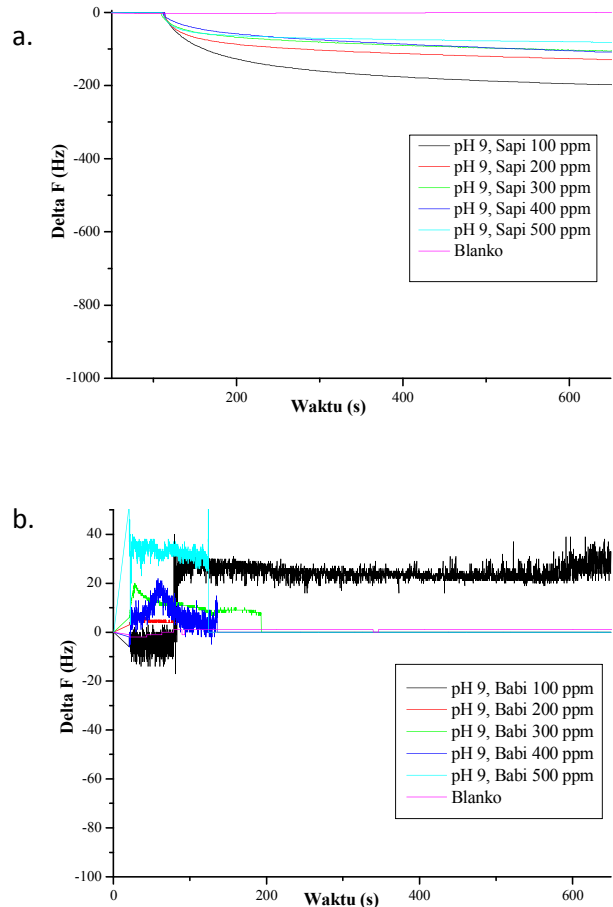 a.
0
-200
-400
-600
-800
-1000
Delta F (Hz)
200
400
600
Waktu (s)
pH 9, Sapi 100 ppm
pH 9, Sapi 200 ppm
pH 9, Sapi 300 ppm
pH 9, Sapi 400 ppm
pH 9, Sapi 500 ppm
Blanko
b.
40
20
0
-20
-40
-60
-80
-100
Delta F (Hz)
0
200
400
600
Waktu (s)
pH 9, Babi 100 ppm
pH 9, Babi 200 ppm
pH 9, Babi 300 ppm
pH 9, Babi 400 ppm
pH 9, Babi 500 ppm
Blanko